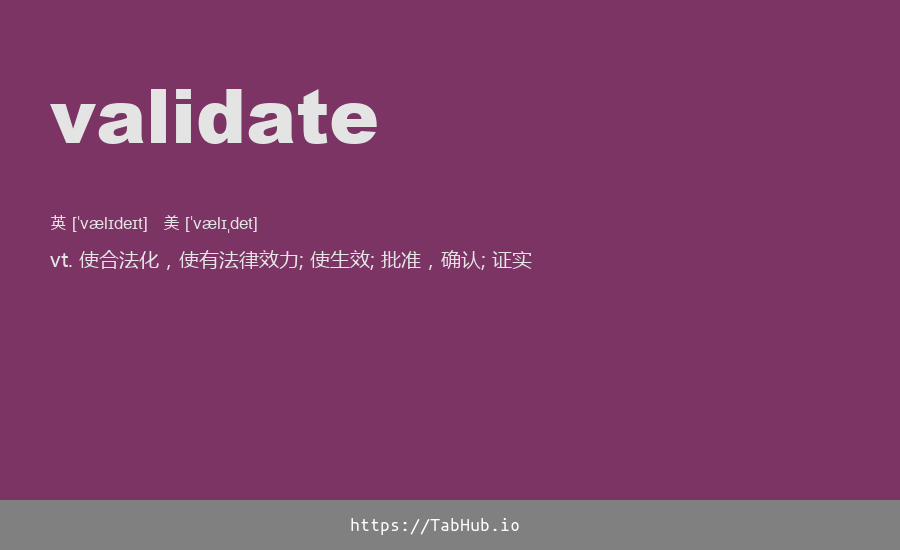 validate
英 [ˈvælɪdeɪt] 美 [ˈvælɪˌdet]
vt. 使合法化，使有法律效力; 使生效; 批准，确认; 证实
https://TabHub.io